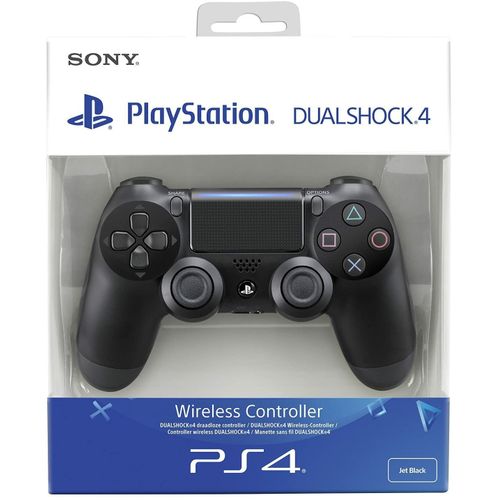 SONY
PlayStation® DUALSHOCK®4
SHARE
OPTIONS
Wireless Controller
DUALSHOCK®4 draadloze controller / DUALSHOCK®4 Wireless-Controller /
Controller wireless DUALSHOCK®4 / Manette sans fil DUALSHOCK®4
PS4™
Jet Black